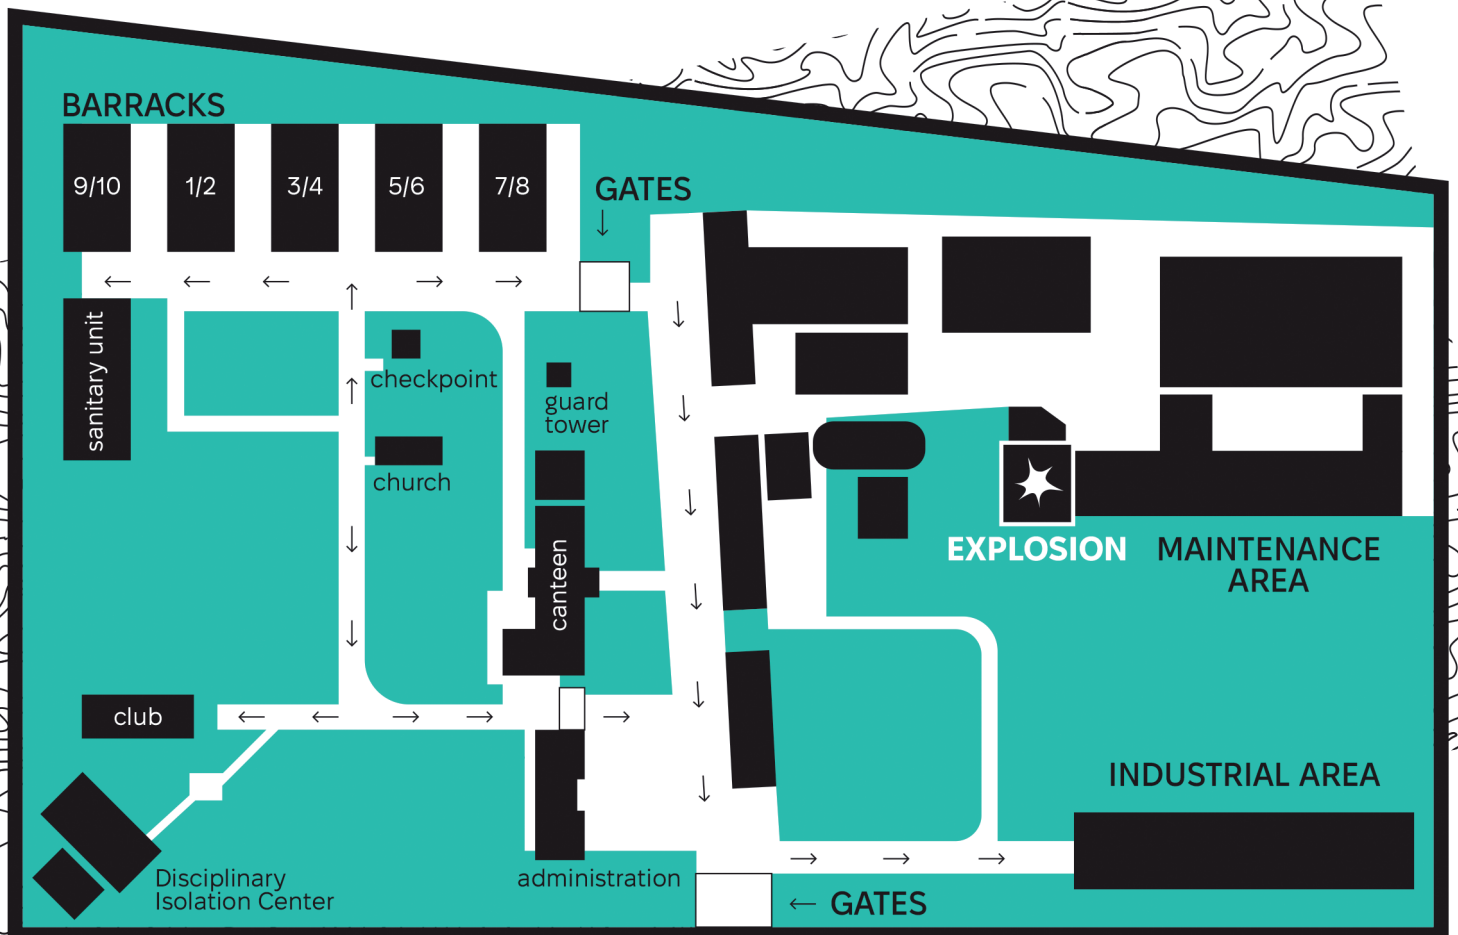 BARRACKS
9/10
1/2
3/4
5/6
7/8
GATES
sanitary unit
checkpoint
guard
tower
church
canteen
EXPLOSION
MAINTENANCE
AREA
club
INDUSTRIAL AREA
Disciplinary
Isolation Center
administration
GATES